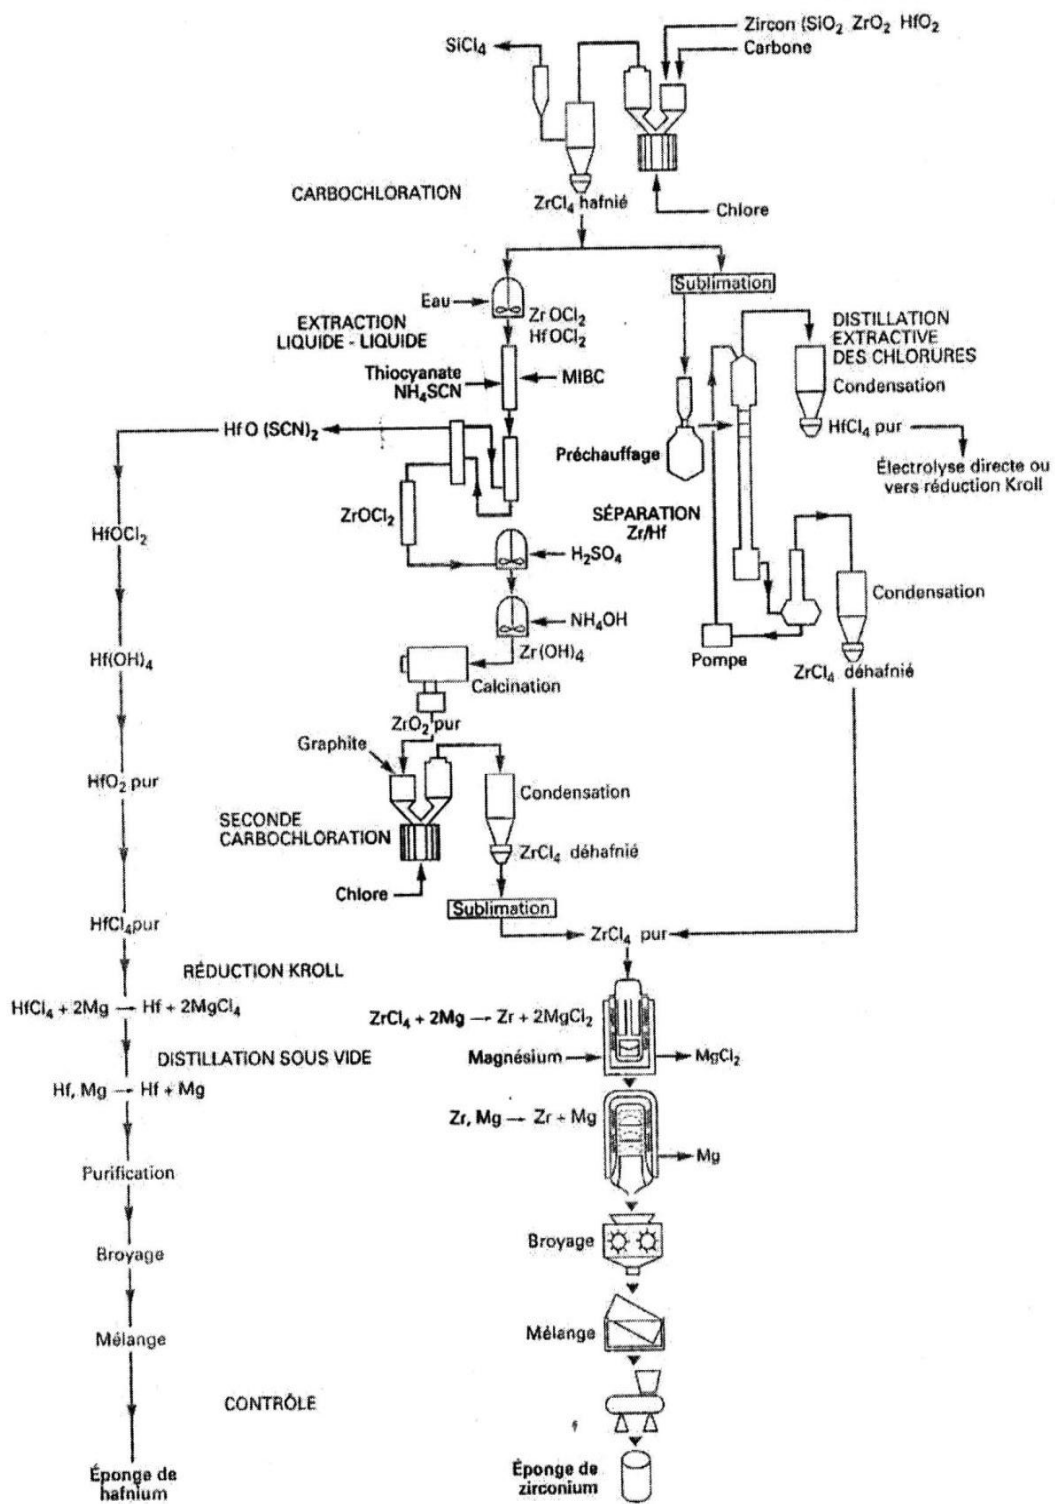 Zircon (SiO2 ZrO2 HfO2
Carbone
SiCl4
CARBOCHLORATION
ZrCl4 hafnié
Chlore
Sublimation
Eau
ZrOCl2
HfOCl2
EXTRACTION
LIQUIDE - LIQUIDE
DISTILLATION
EXTRACTIVE
DES CHLORURES
Condensation
Thiocyanate
NH4SCN
MIBC
HfO(SCN)2
HfCl4 pur
Préchauffage
Électrolyse directe ou
vers réduction Kroll
ZrOCl2
SÉPARATION
Zr/Hf
HfOCl2
H2SO4
Condensation
NH4OH
Zr(OH)4
Hf(OH)4
Pompe
ZrCl4 déhafnié
Calcination
ZrO2 pur
Graphite
HfO2 pur
Condensation
SECONDE
CARBOCHLORATION
ZrCl4 déhafnié
Chlore
Sublimation
HfCl4 pur
ZrCl4 pur
RÉDUCTION KROLL
HfCl4 + 2Mg → Hf + 2MgCl4
ZrCl4 + 2Mg → Zr + 2MgCl2
DISTILLATION SOUS VIDE
Magnésium
MgCl2
Hf, Mg → Hf + Mg
Zr, Mg → Zr + Mg
Mg
Purification
Broyage
Broyage
Mélange
Mélange
CONTRÔLE
Éponge de
hafnium
Éponge de
zirconium